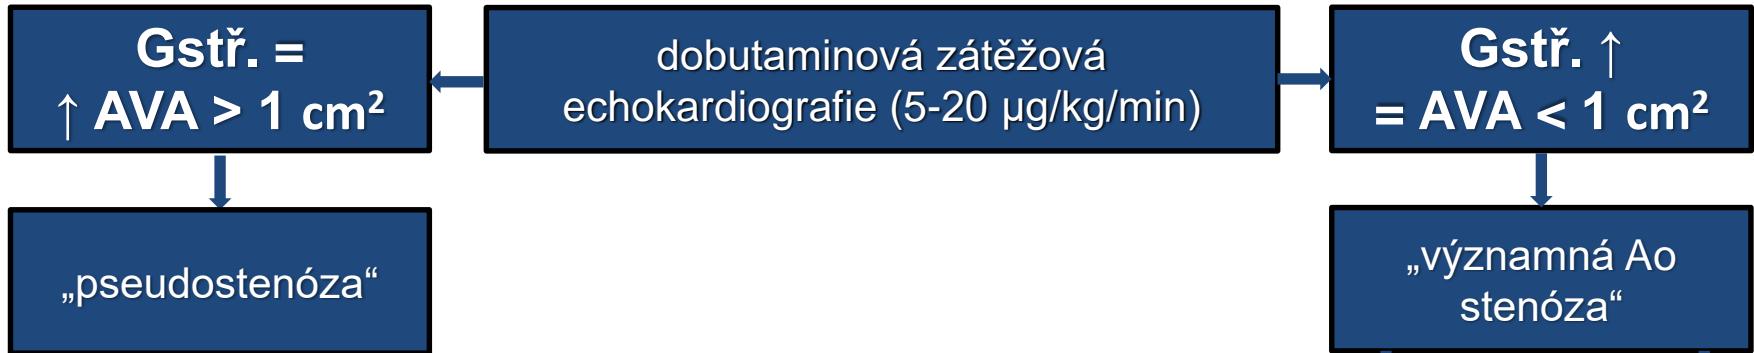 Gstř. =
↑ AVA > 1 cm²
dobutaminová zátěžová
echokardiografie (5-20 µg/kg/min)
Gstř. ↑
= AVA < 1 cm²
„pseudostenóza“
„významná Ao
stenóza“